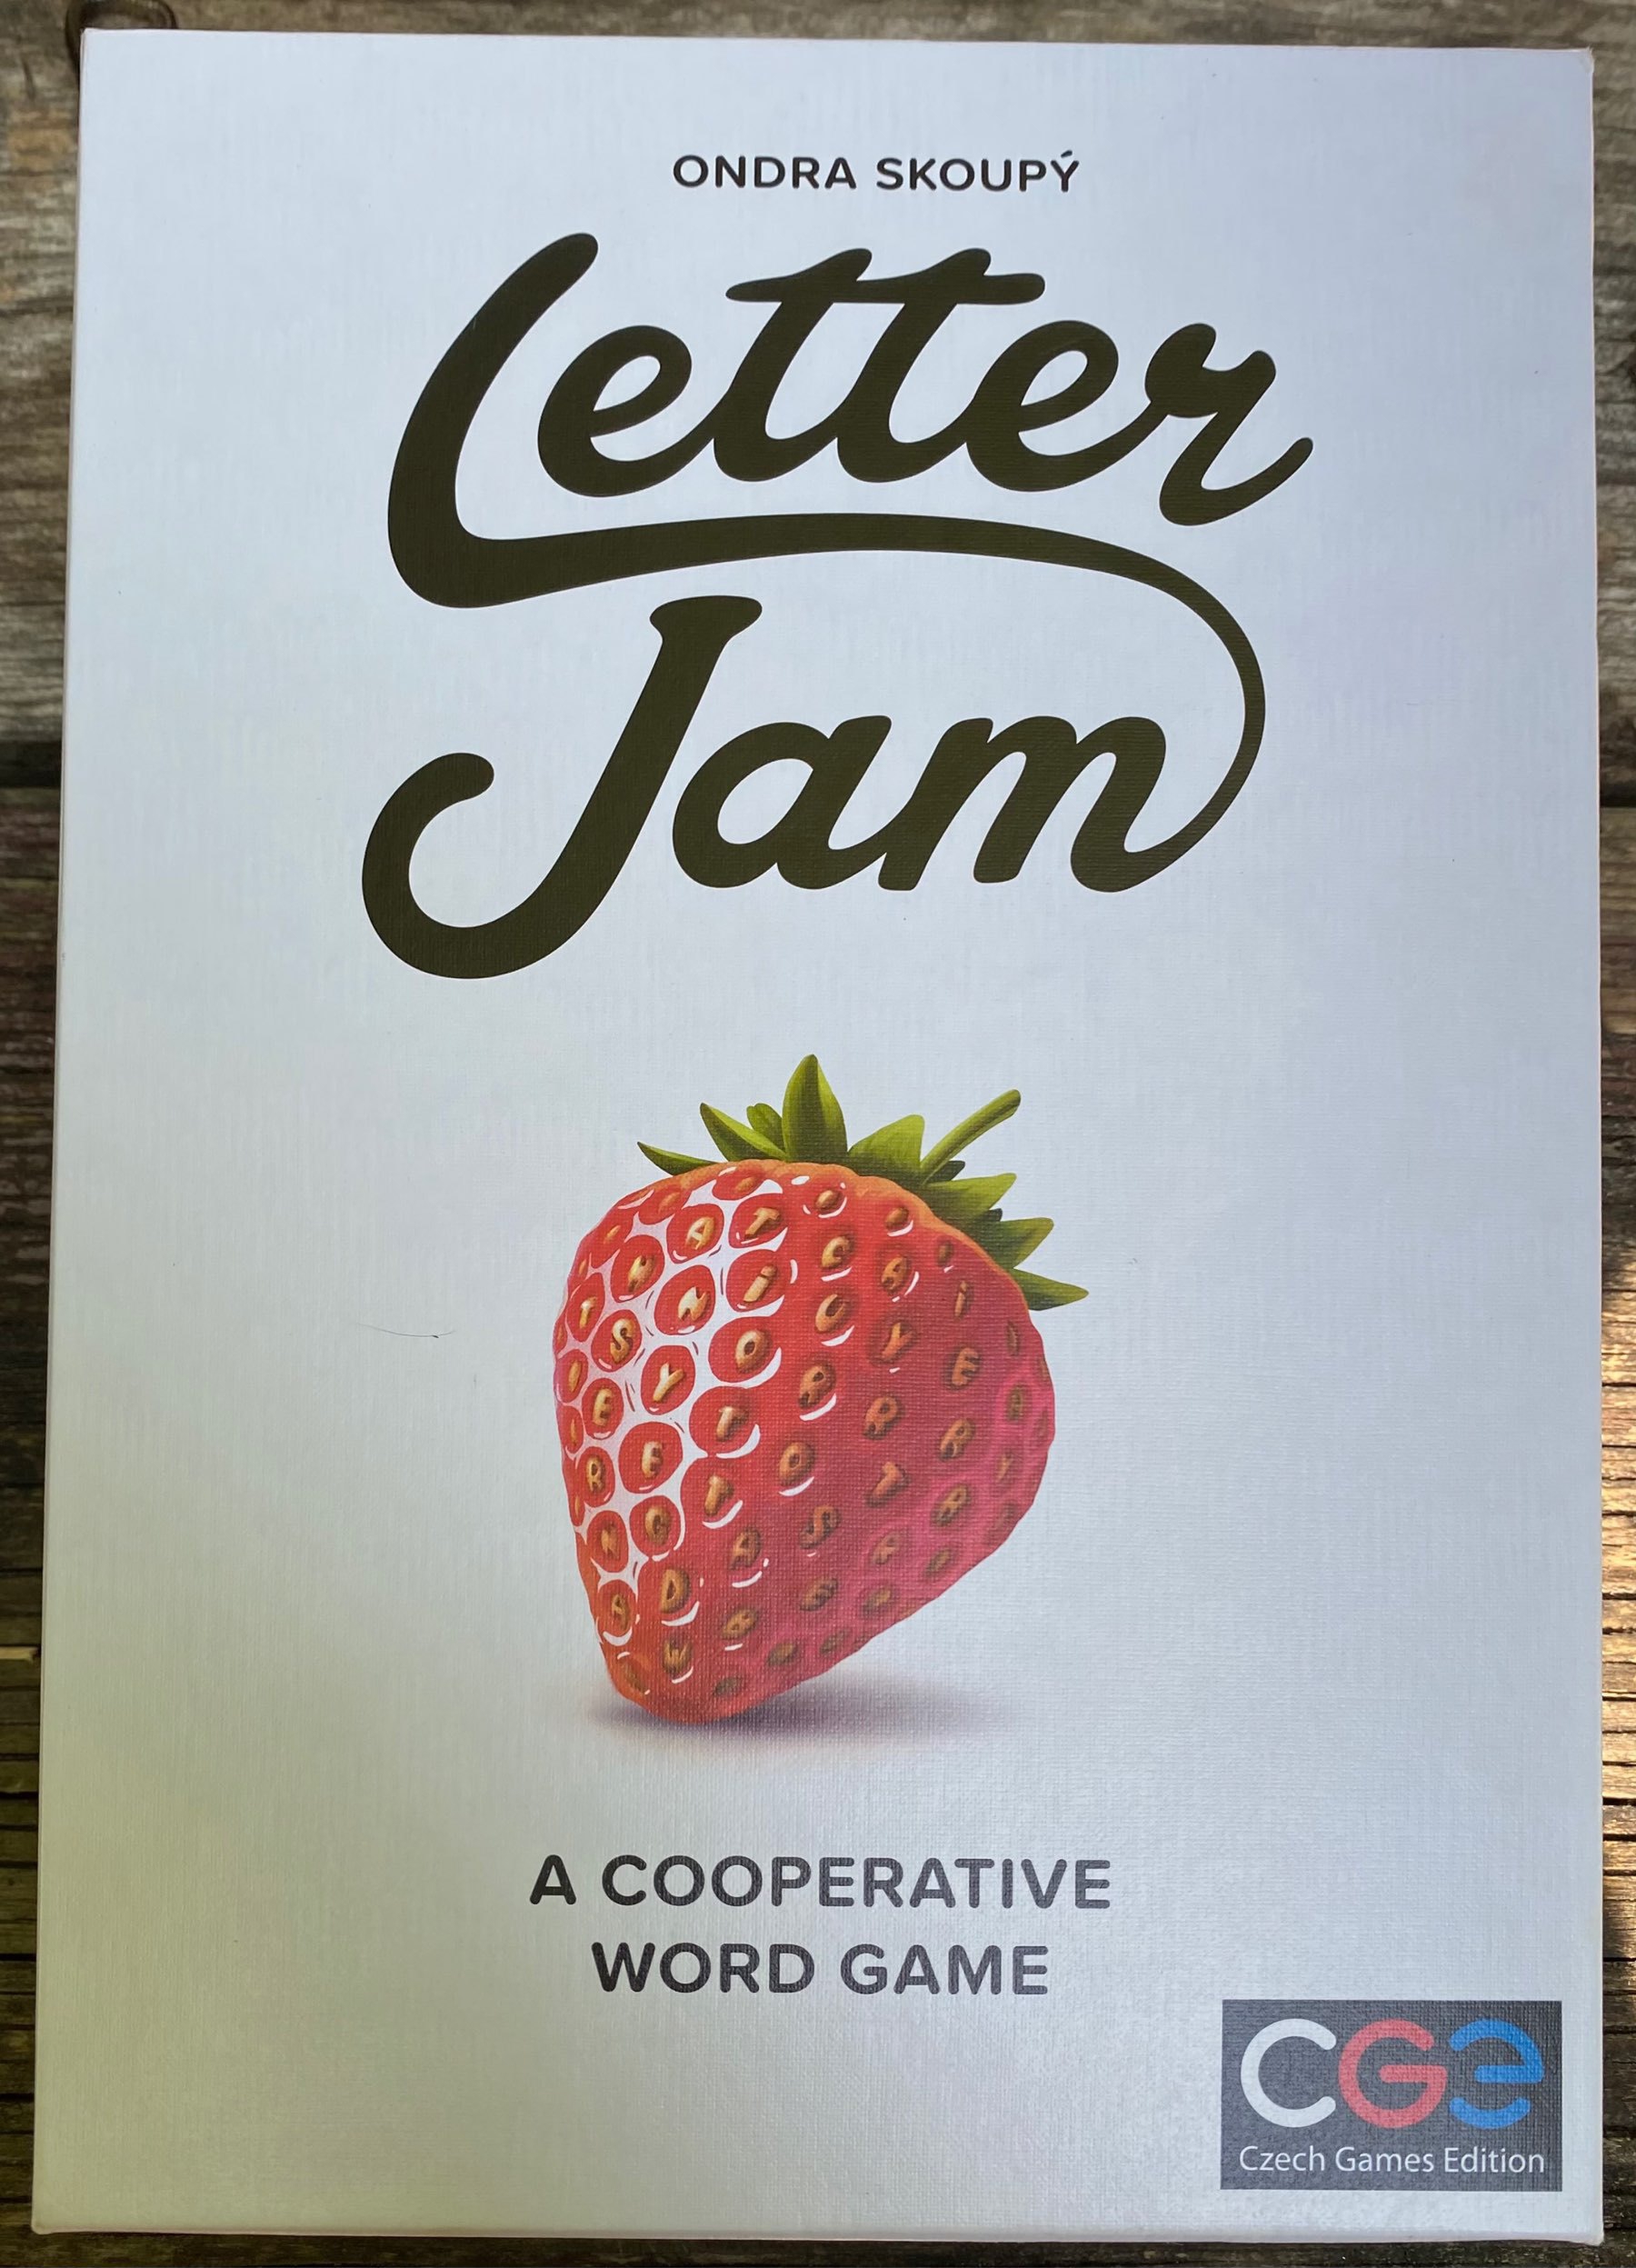 ONDRA SKOUPÝ
Letter
Jam
A COOPERATIVE
WORD GAME
CGE
Czech Games Edition